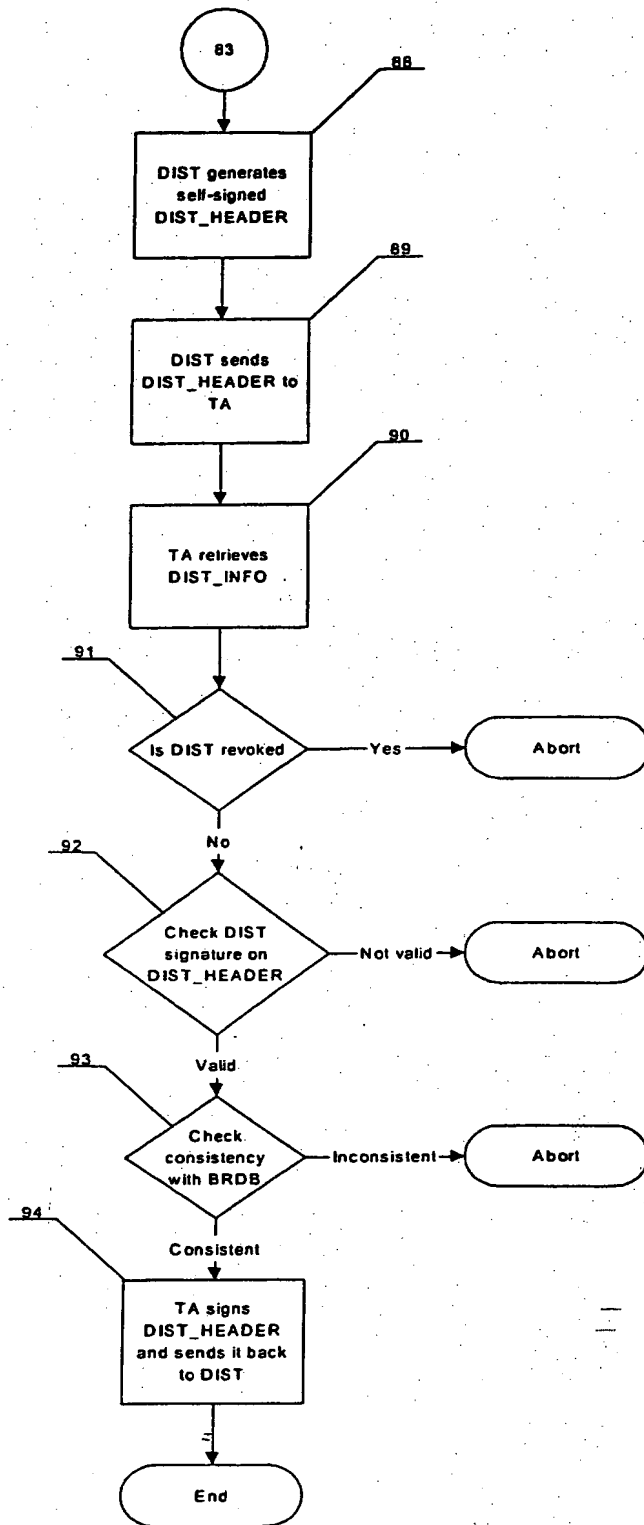 83
88
DIST generates
self-signed
DIST_HEADER
89
DIST sends
DIST_HEADER to
TA
90
TA retrieves
DIST_INFO
91
Is DIST revoked
Yes
Abort
No
92
Check DIST
signature on
DIST_HEADER
Not valid
Abort
Valid
93
Check
consistency
with BRDB
Inconsistent
Abort
Consistent
94
TA signs
DIST_HEADER
and sends it back
to DIST
End